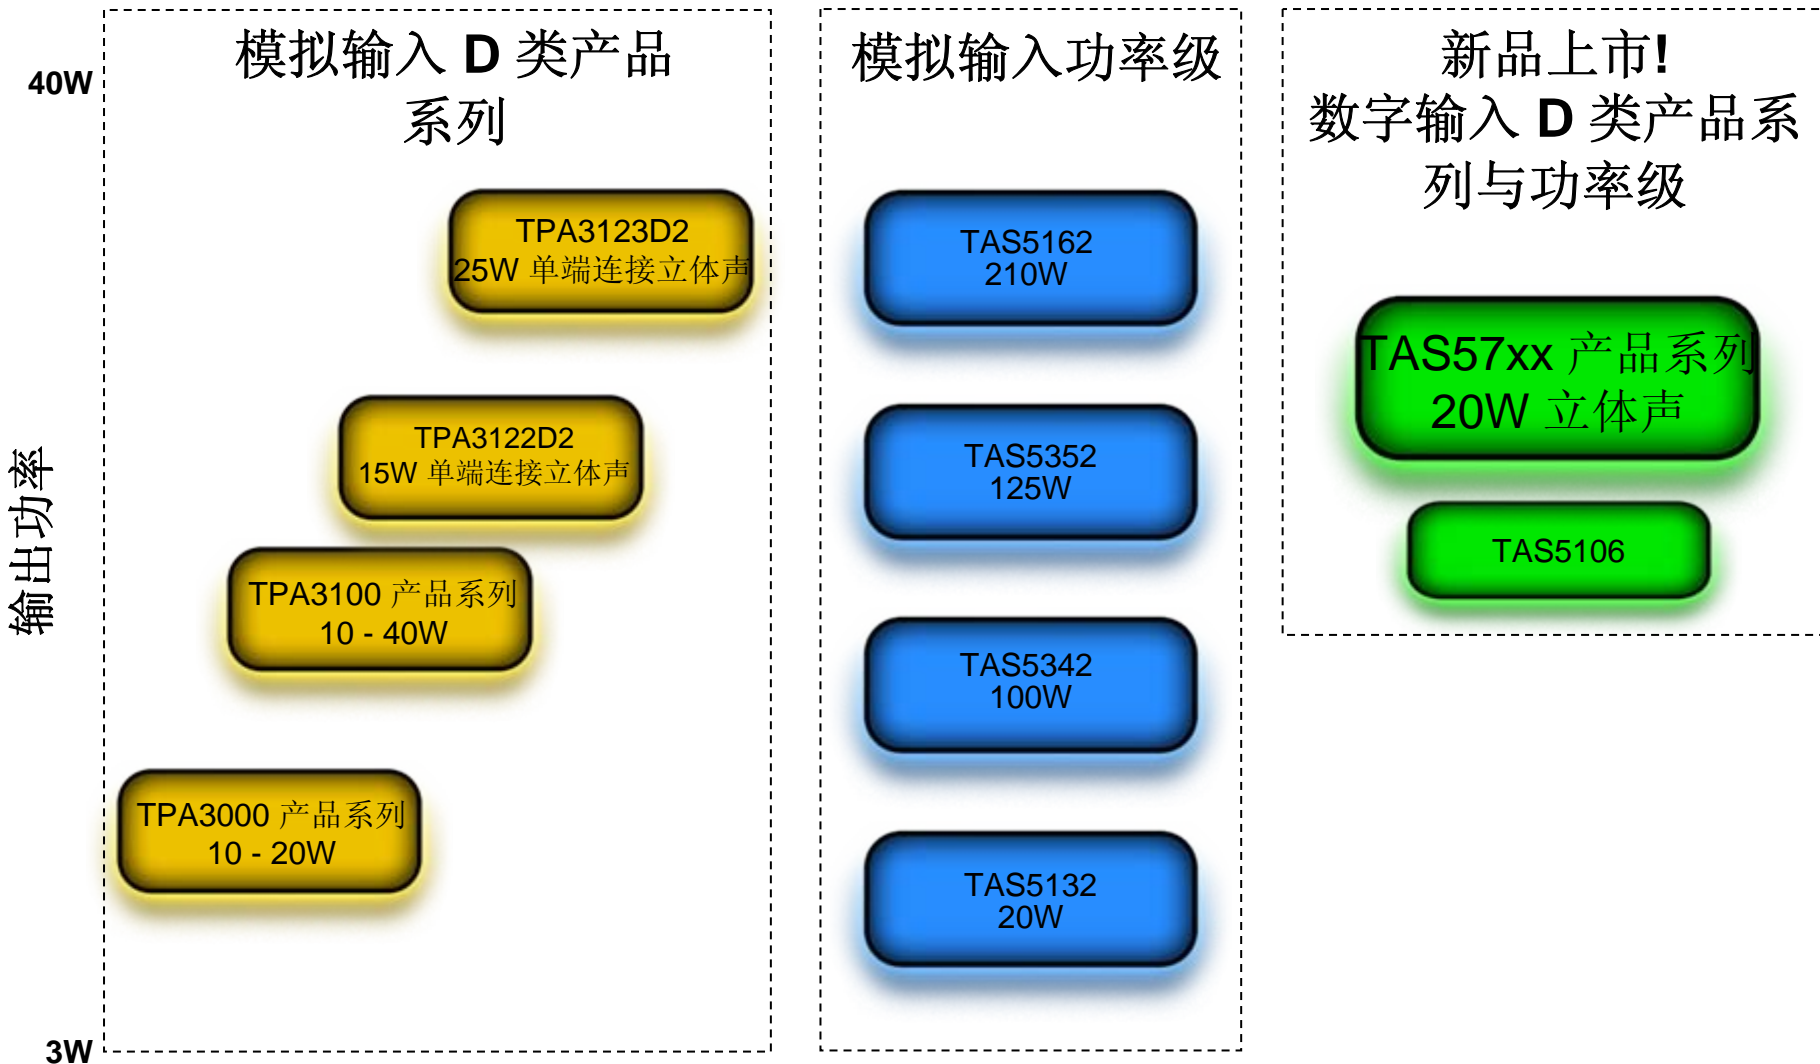 40W
输出功率
3W
模拟输入 D 类产品
系列
TPA3123D2
25W 单端连接立体声
TPA3122D2
15W 单端连接立体声
TPA3100 产品系列
10 - 40W
TPA3000 产品系列
10 - 20W
模拟输入功率级
TAS5162
210W
TAS5352
125W
TAS5342
100W
TAS5132
20W
新品上市!
数字输入 D 类产品系
列与功率级
TAS57xx 产品系列
20W 立体声
TAS5106